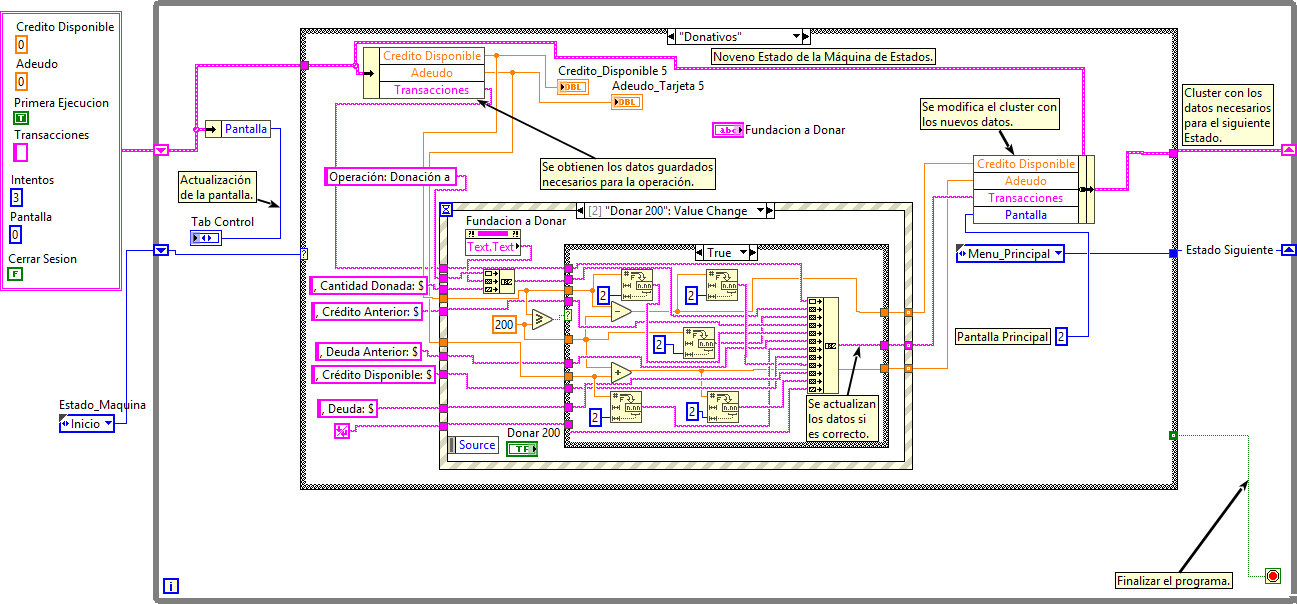 Credito Disponible
0
Adeudo
0
Primera Ejecucion
T
Transacciones
Intentos
3
Pantalla
0
Cerrar Sesion
F
Estado_Maquina
Inicio
Pantalla
Actualización
de la pantalla.
Tab Control
"Donativos"
Noveno Estado de la Máquina de Estados.
Credito Disponible
Adeudo
Transacciones
Credito_Disponible 5
DBL
Adeudo_Tarjeta 5
DBL
abc
Fundacion a Donar
Se obtienen los datos guardados
necesarios para la operación.
Operación: Donación a
, Cantidad Donada: $
, Crédito Anterior: $
, Deuda Anterior: $
, Crédito Disponible: $
, Deuda: $
[2] "Donar 200": Value Change
Fundacion a Donar
Text.Text
True
200
2
2
2
2
2
Source
Donar 200
TF
Se actualizan
los datos si
es correcto.
Se modifica el cluster con
los nuevos datos.
Credito Disponible
Adeudo
Transacciones
Pantalla
Menu_Principal
Pantalla Principal
2
Cluster con los
datos necesarios
para el siguiente
Estado.
Estado Siguiente
Finalizar el programa.
i